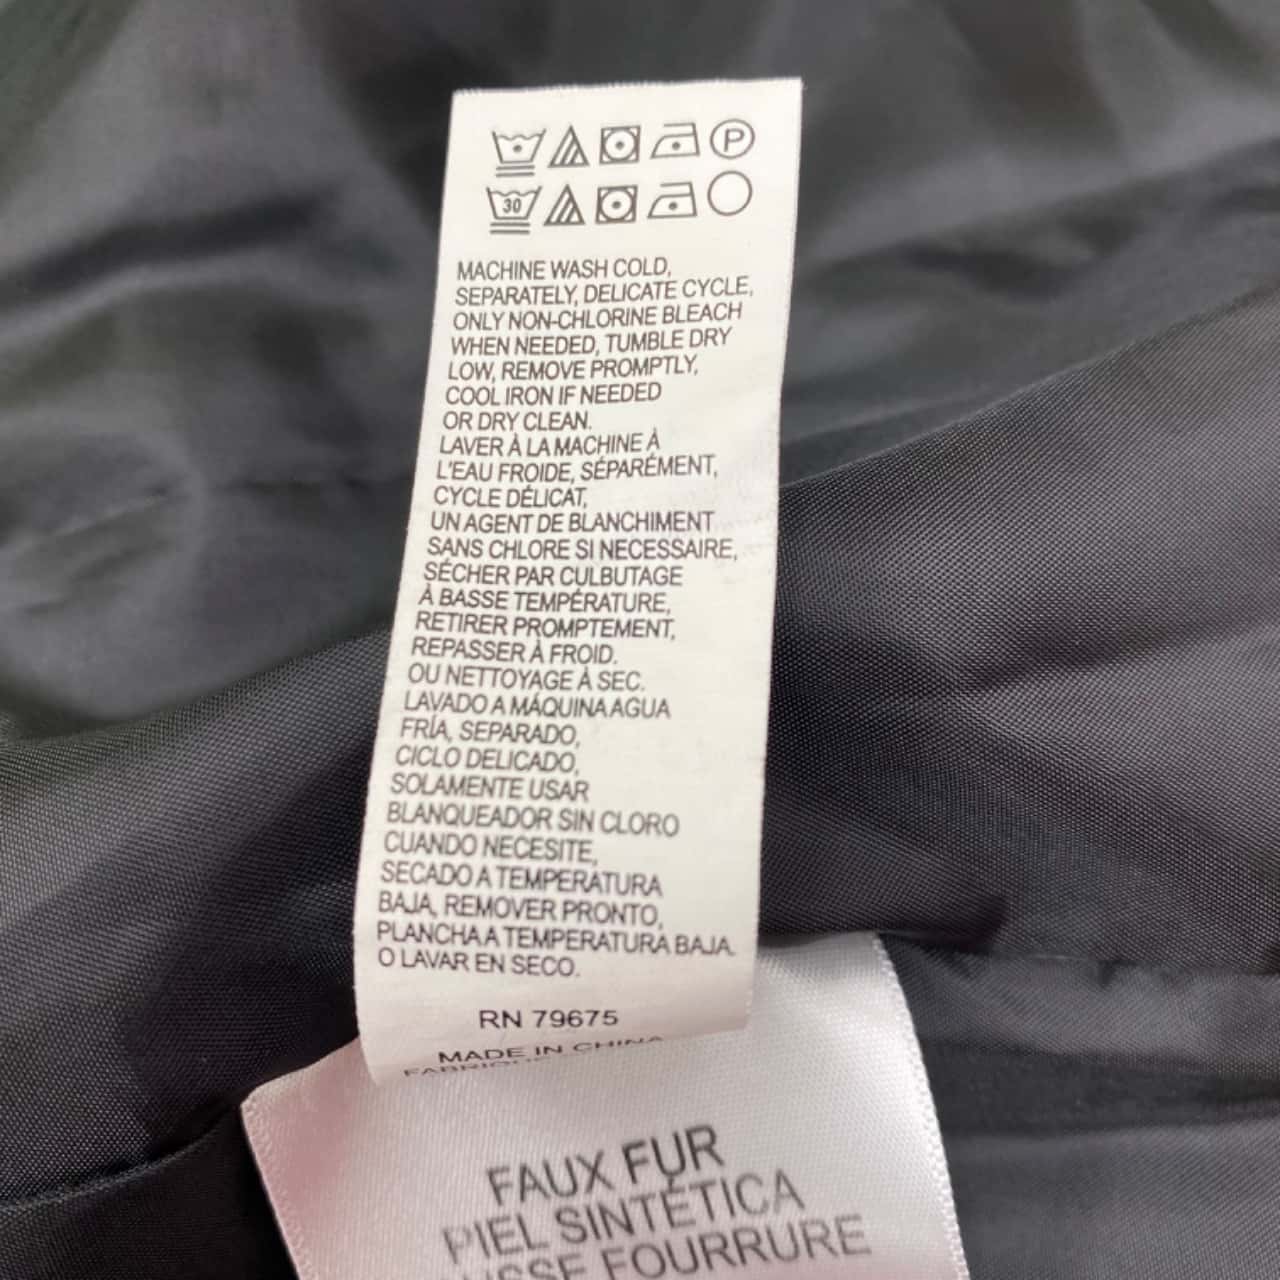 P
30
MACHINE WASH COLD,
SEPARATELY, DELICATE CYCLE,
ONLY NON-CHLORINE BLEACH
WHEN NEEDED, TUMBLE DRY
LOW, REMOVE PROMPTLY,
COOL IRON IF NEEDED
OR DRY CLEAN.
LAVER À LA MACHINE À
L'EAU FROIDE, SÉPARÉMENT,
CYCLE DÉLICAT,
UN AGENT DE BLANCHIMENT
SANS CHLORE SI NECESSAIRE,
SÉCHER PAR CULBUTAGE
À BASSE TEMPÉRATURE,
RETIRER PROMPTEMENT,
REPASSER À FROID.
OU NETTOYAGE À SEC.
LAVADO A MÁQUINA AGUA
FRÍA, SEPARADO,
CICLO DELICADO,
SOLAMENTE USAR
BLANQUEADOR SIN CLORO
CUANDO NECESITE,
SECADO A TEMPERATURA
BAJA, REMOVER PRONTO,
PLANCHA A TEMPERATURA BAJA.
O LAVAR EN SECO.
RN 79675
MADE IN CHINA
FAUX FUR
PIEL SINTÉTICA
FOURRURE